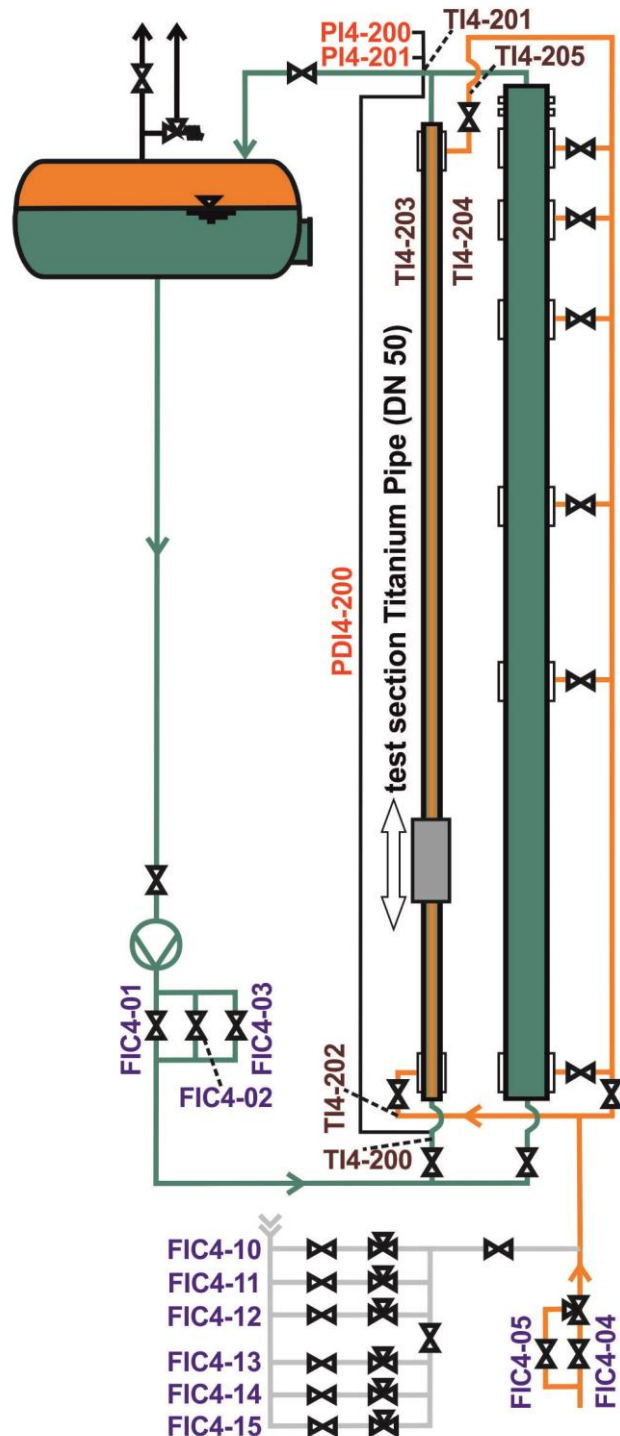 PI4-200
PI4-201
TI4-201
TI4-205
TI4-203
TI4-204
test section Titanium Pipe (DN 50)
PDI4-200
FIC4-01
FIC4-02
FIC4-03
TI4-202
TI4-200
FIC4-10
FIC4-11
FIC4-12
FIC4-13
FIC4-14
FIC4-15
FIC4-05
FIC4-04